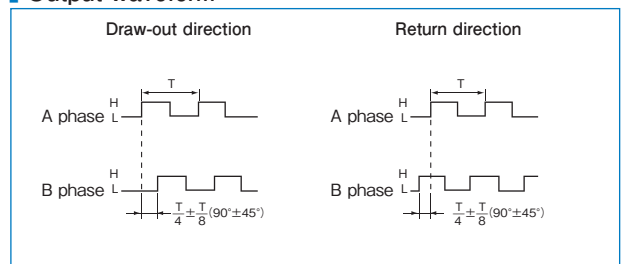 Output waveform
Draw-out direction
Return direction
T
A phase H L
T
A phase H L
B phase H L
T/4±T/8(90°±45°)
B phase H L
T/4±T/8(90°±45°)